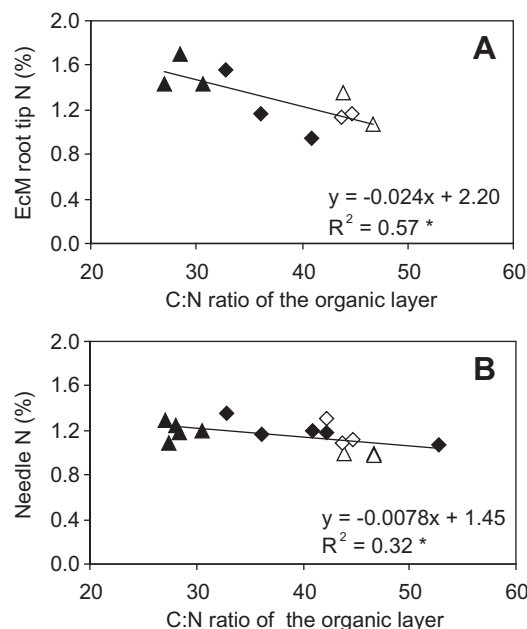 A
EcM root tip N (%)
2.0
1.6
1.2
0.8
0.4
0.0
y = -0.024x + 2.20
R² = 0.57 *
20 30 40 50 60
C:N ratio of the organic layer
B
Needle N (%)
2.0
1.6
1.2
0.8
0.4
0.0
y = -0.0078x + 1.45
R² = 0.32 *
20 30 40 50 60
C:N ratio of the organic layer